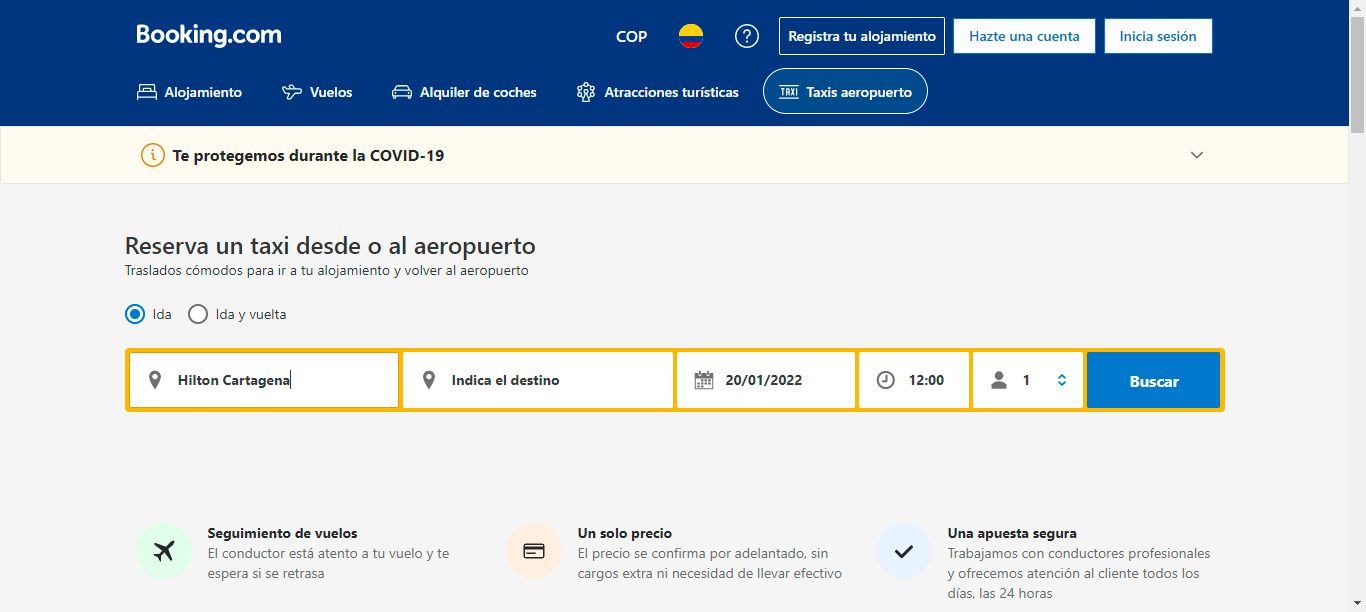 Booking.com
COP
Registra tu alojamiento
Hazte una cuenta
Inicia sesión
Alojamiento
Vuelos
Alquiler de coches
Atracciones turísticas
TAXI
Taxis aeropuerto
Te protegemos durante la COVID-19
Reserva un taxi desde o al aeropuerto
Traslados cómodos para ir a tu alojamiento y volver al aeropuerto
Ida
Ida y vuelta
Hilton Cartagena
Indica el destino
20/01/2022
12:00
1
Buscar
Seguimiento de vuelos
El conductor está atento a tu vuelo y te
espera si se retrasa
Un solo precio
El precio se confirma por adelantado, sin
cargos extra ni necesidad de llevar efectivo
Una apuesta segura
Trabajamos con conductores profesionales
y ofrecemos atención al cliente todos los
días, las 24 horas